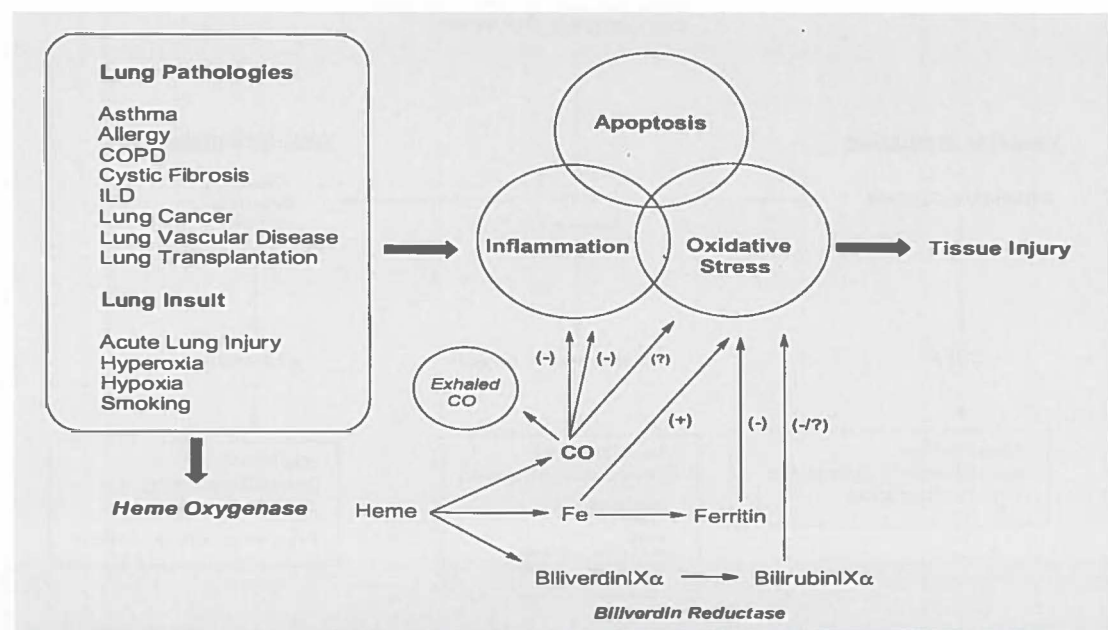 Lung Pathologies
Asthma
Allergy
COPD
Cystic Fibrosis
ILD
Lung Cancer
Lung Vascular Disease
Lung Transplantation
Lung Insult
Acute Lung Injury
Hyperoxia
Hypoxia
Smoking
Heme Oxygenase
Apoptosis
Inflammation
Oxidative
Stress
Tissue Injury
(-)
(-)
(?)
(+)
(-)
(-/?)
Exhaled
CO
CO
Heme
Fe
Ferritin
BiliverdinIXα
BilirubinIXα
Biliverdin Reductase